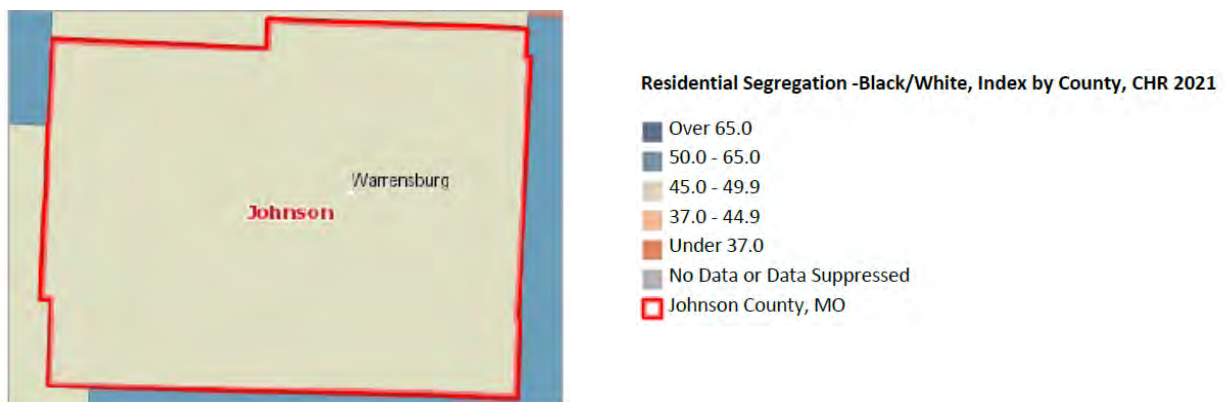 Warrensburg
Johnson
Residential Segregation -Black/White, Index by County, CHR 2021
Over 65.0
50.0 - 65.0
45.0 - 49.9
37.0 - 44.9
Under 37.0
No Data or Data Suppressed
Johnson County, MO